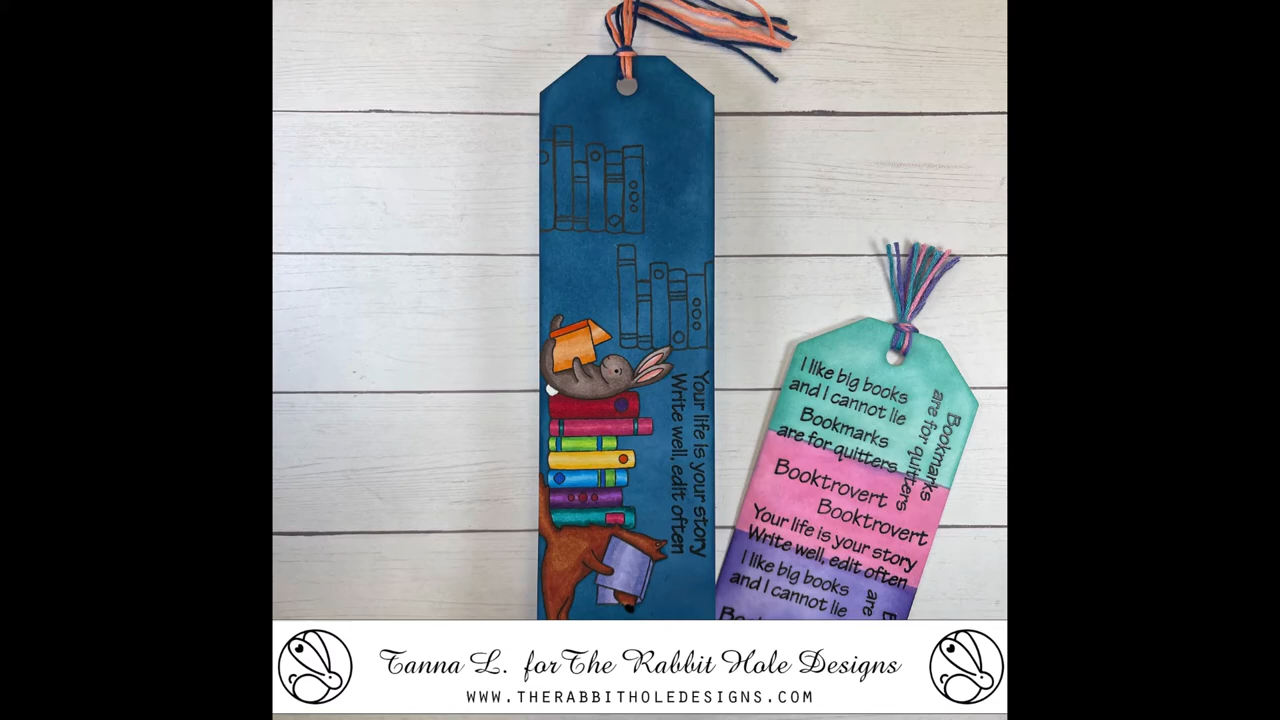 Your life is your story
Write well, edit often
I like big books
and I cannot lie
Bookmarks
are for quitters
Bookmarks
are for quitters
Booktrovert
Booktrovert
Your life is your story
Write well, edit often
I like big books
and I cannot lie
are
Tanna L. for The Rabbit Hole Designs
WWW.THERABBITHOLEDESIGNS.COM